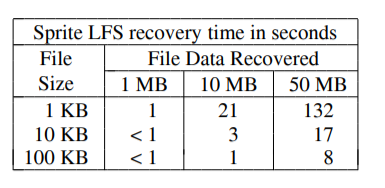 Sprite LFS recovery time in seconds
File File Data Recovered
Size 1 MB 10 MB 50 MB
1 KB 1 21 132
10 KB < 1 3 17
100 KB < 1 1 8